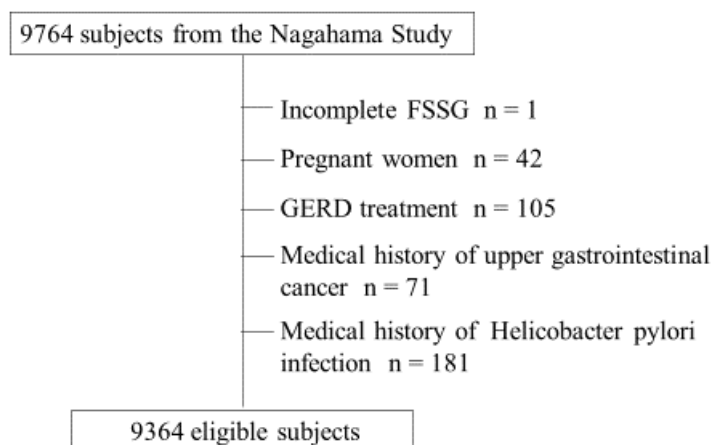 9764 subjects from the Nagahama Study
Incomplete FSSG n = 1
Pregnant women n = 42
GERD treatment n = 105
Medical history of upper gastrointestinal
cancer n = 71
Medical history of Helicobacter pylori
infection n = 181
9364 eligible subjects